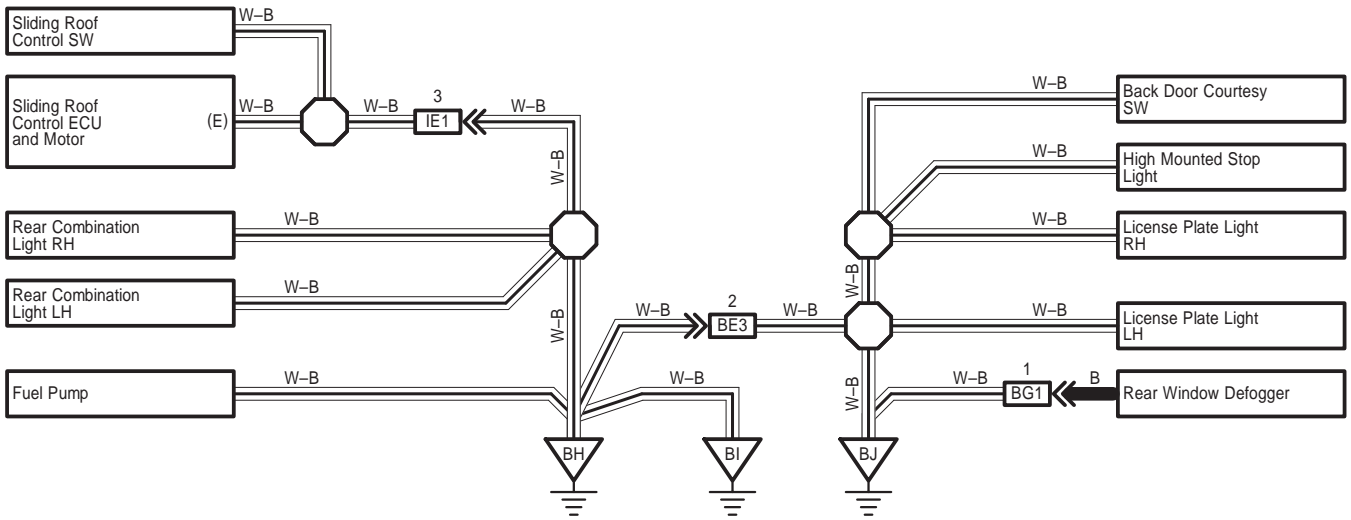 Sliding Roof
Control SW
W–B
Sliding Roof
Control ECU
and Motor
(E)
W–B
W–B
3
IE1
W–B
W–B
Rear Combination
Light RH
W–B
Rear Combination
Light LH
W–B
W–B
Fuel Pump
W–B
W–B
2
BE3
W–B
W–B
BH
BI
W–B
Back Door Courtesy
SW
W–B
High Mounted Stop
Light
W–B
License Plate Light
RH
W–B
W–B
License Plate Light
LH
W–B
W–B
1
BG1
B
Rear Window Defogger
BJ